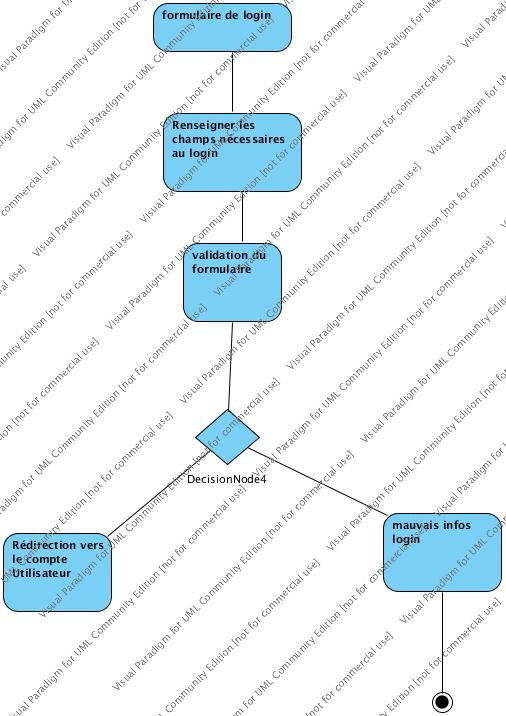 formulaire de login
Renseigner les
champs nécessaires
au login
validation du
formulaire
DecisionNode4
Rédirection vers
le compte
Utilisateur
mauvais infos
login
Visual Paradigm for UML Community Edition [not for commercial use]